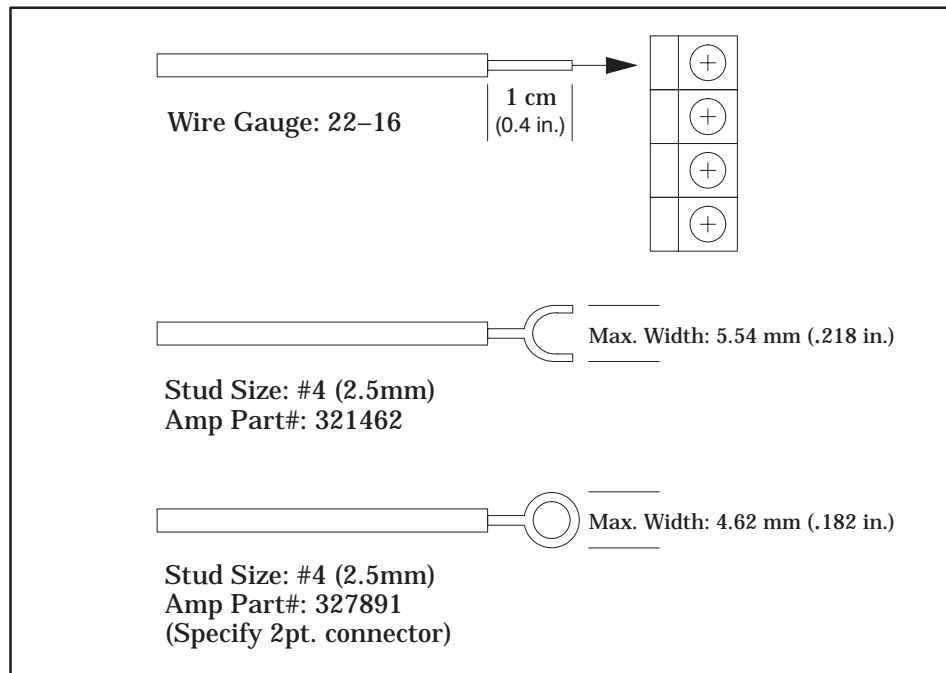 Wire Gauge: 22–16
1 cm
(0.4 in.)
Max. Width: 5.54 mm (.218 in.)
Stud Size: #4 (2.5mm)
Amp Part#: 321462
Max. Width: 4.62 mm (.182 in.)
Stud Size: #4 (2.5mm)
Amp Part#: 327891
(Specify 2pt. connector)